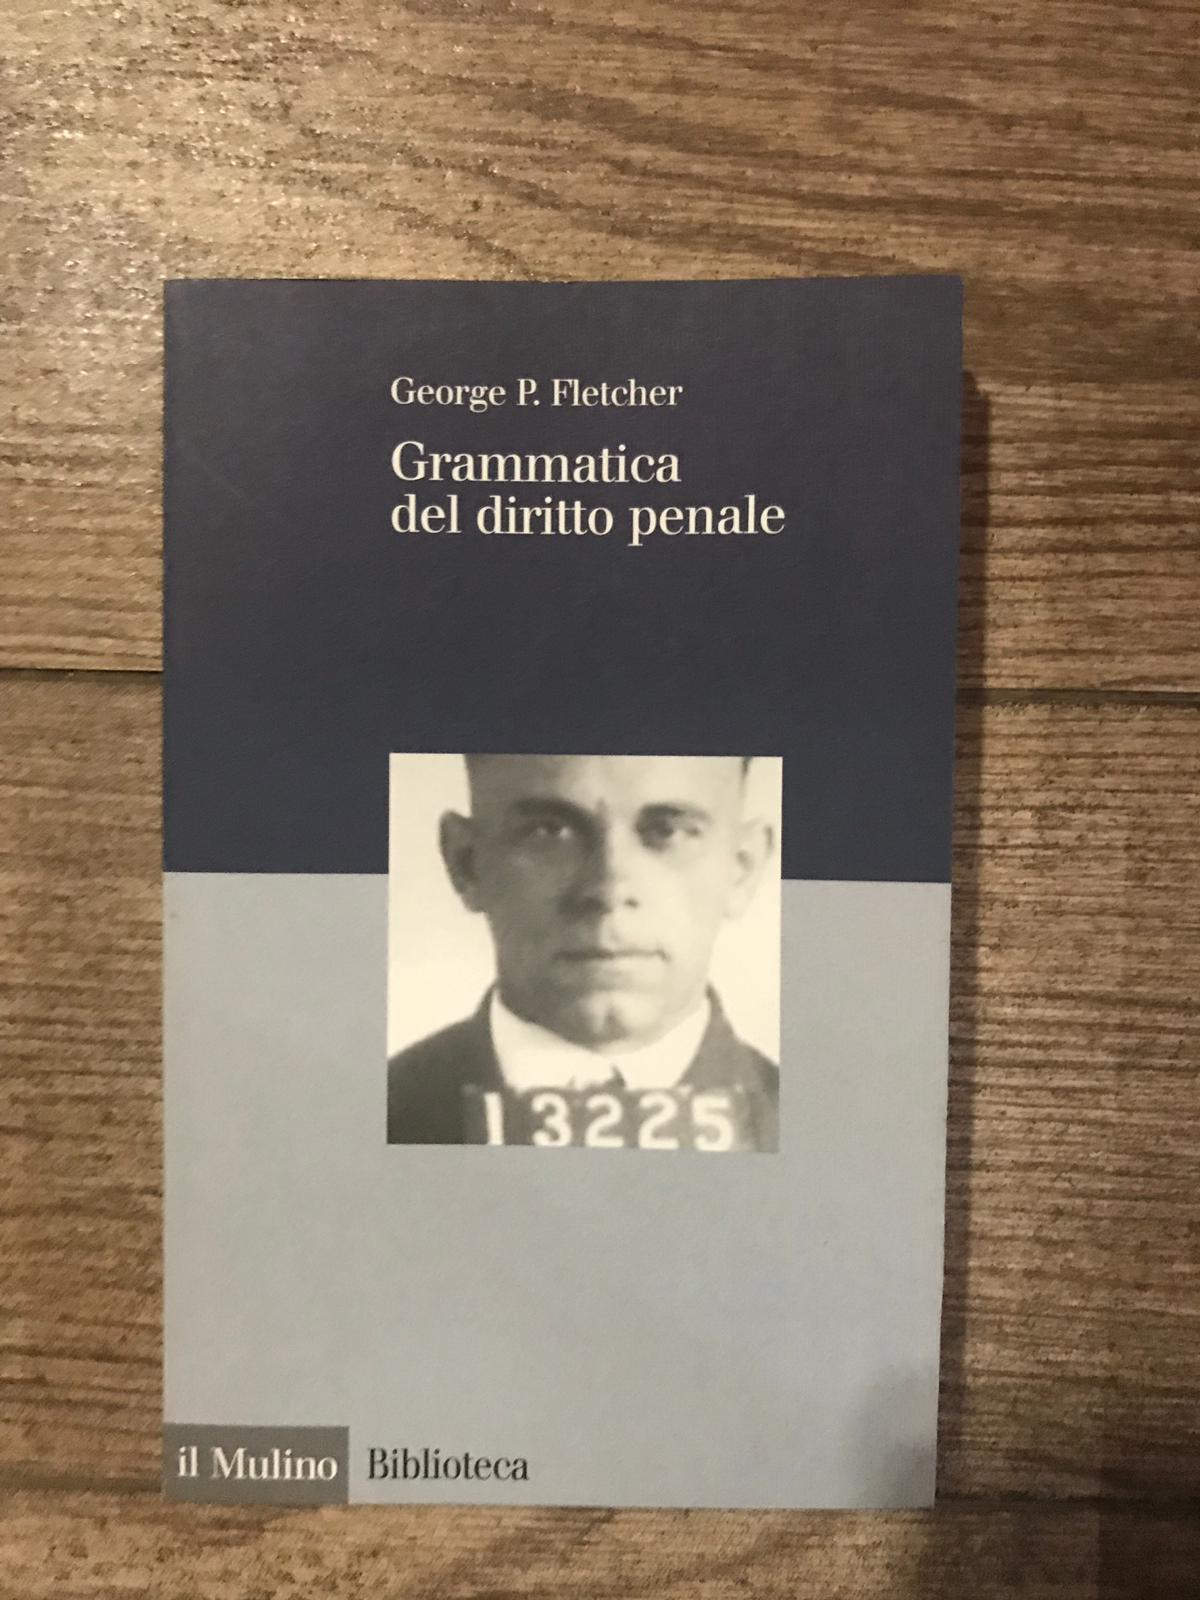 George P. Fletcher
Grammatica
del diritto penale
13225
il Mulino Biblioteca